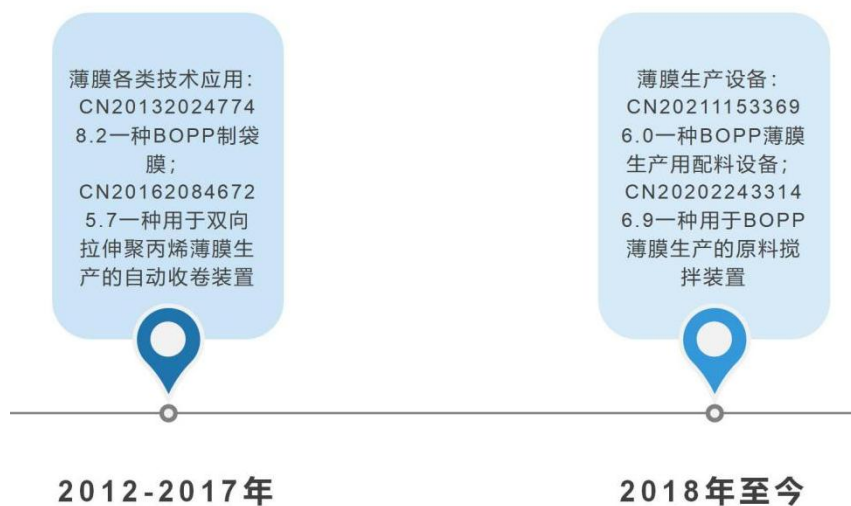 薄膜各类技术应用：
CN20132024774
8.2一种BOPP制袋
膜；
CN20162084672
5.7一种用于双向
拉伸聚丙烯薄膜生
产的自动收卷装置
2012-2017年
薄膜生产设备：
CN20211153369
6.0一种BOPP薄膜
生产用配料设备；
CN20202243314
6.9一种用于BOPP
薄膜生产的原料搅
拌装置
2018年至今